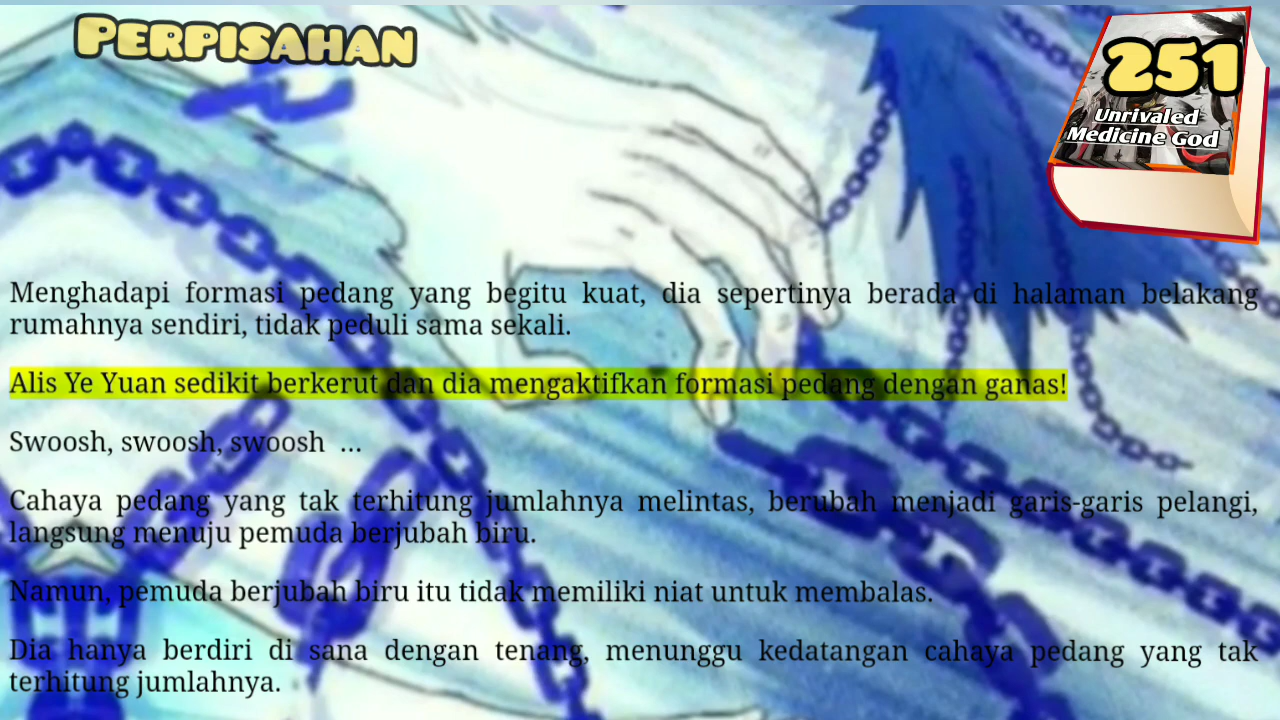 PERPISAHAN
251
Unrivaled
Medicine God
Menghadapi formasi pedang yang begitu kuat, dia sepertinya berada di halaman belakang
rumahnya sendiri, tidak peduli sama sekali.
Alis Ye Yuan sedikit berkerut dan dia mengaktifkan formasi pedang dengan ganas!
Swoosh, swoosh, swoosh ...
Cahaya pedang yang tak terhitung jumlahnya melintas, berubah menjadi garis-garis pelangi,
langsung menuju pemuda berjubah biru.
Namun, pemuda berjubah biru itu tidak memiliki niat untuk membalas.
Dia hanya berdiri di sana dengan tenang, menunggu kedatangan cahaya pedang yang tak
terhitung jumlahnya.